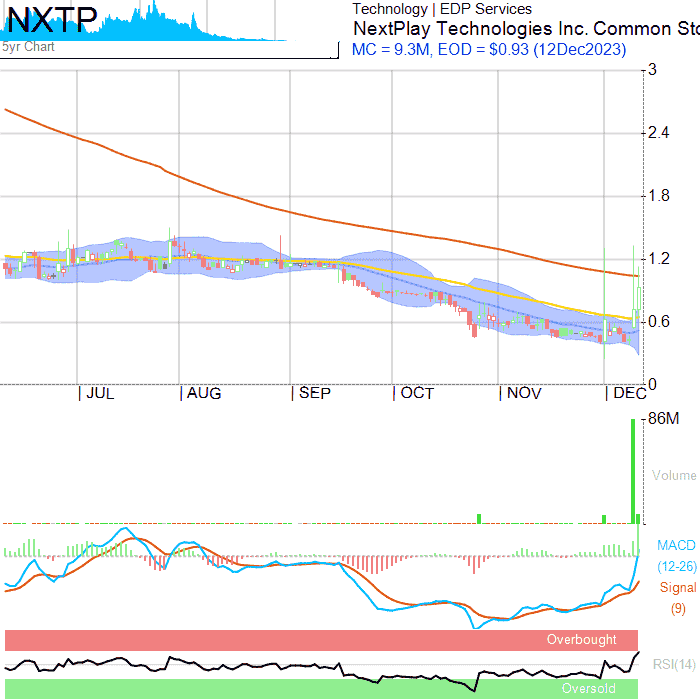 NXTP
5yr Chart
Technology | EDP Services
NextPlay Technologies Inc. Common Sto
MC = 9.3M, EOD = $0.93 (12Dec2023)
3
2.4
1.8
1.2
0.6
0
| JUL | AUG | SEP | OCT | NOV | DEC
86M
Volume
MACD
(12-26)
Signal
(9)
Overbought
RSI(14)
Oversold